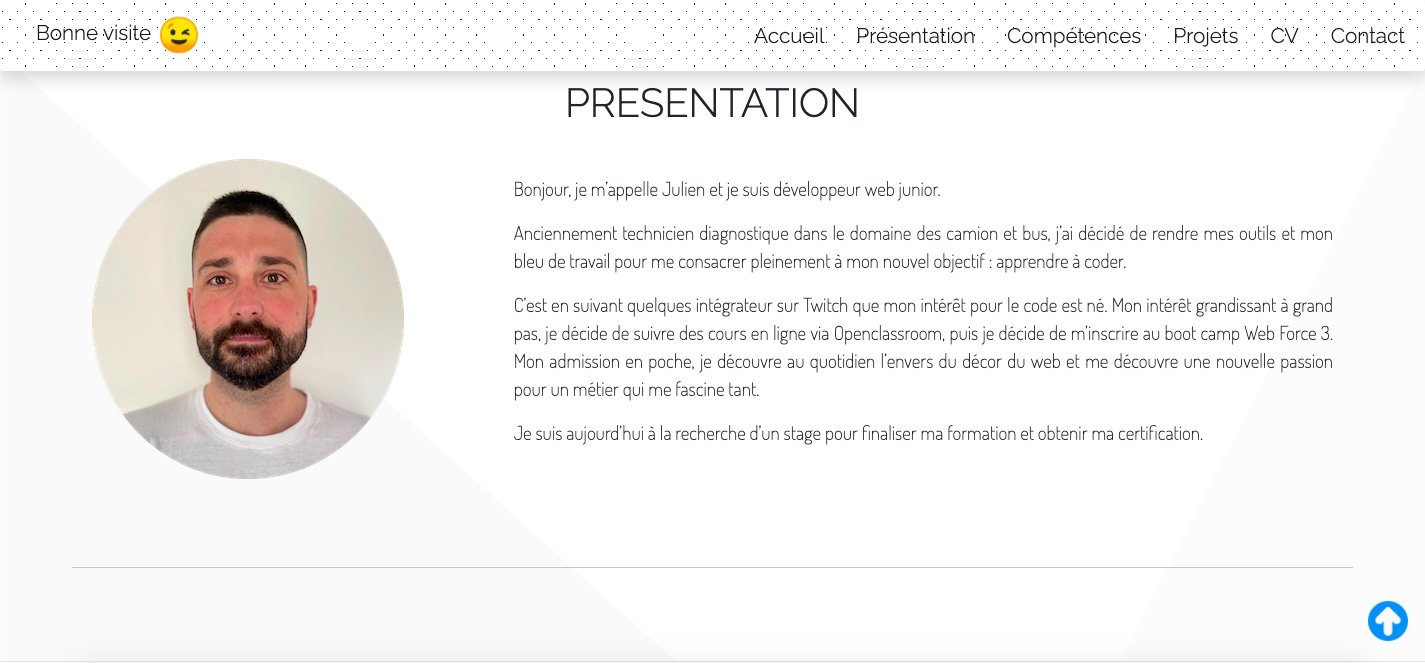 Bonne visite 😉
Accueil Présentation Compétences Projets CV Contact
PRESENTATION
Bonjour, je m'appelle Julien et je suis développeur web junior.
Anciennement technicien diagnostique dans le domaine des camion et bus, j'ai décidé de rendre mes outils et mon
bleu de travail pour me consacrer pleinement à mon nouvel objectif : apprendre à coder.
C'est en suivant quelques intégrateur sur Twitch que mon intérêt pour le code est né. Mon intérêt grandissant à grand
pas, je décide de suivre des cours en ligne via Openclassroom, puis je décide de m'inscrire au boot camp Web Force 3.
Mon admission en poche, je découvre au quotidien l'envers du décor du web et me découvre une nouvelle passion
pour un métier qui me fascine tant.
Je suis aujourd'hui à la recherche d'un stage pour finaliser ma formation et obtenir ma certification.